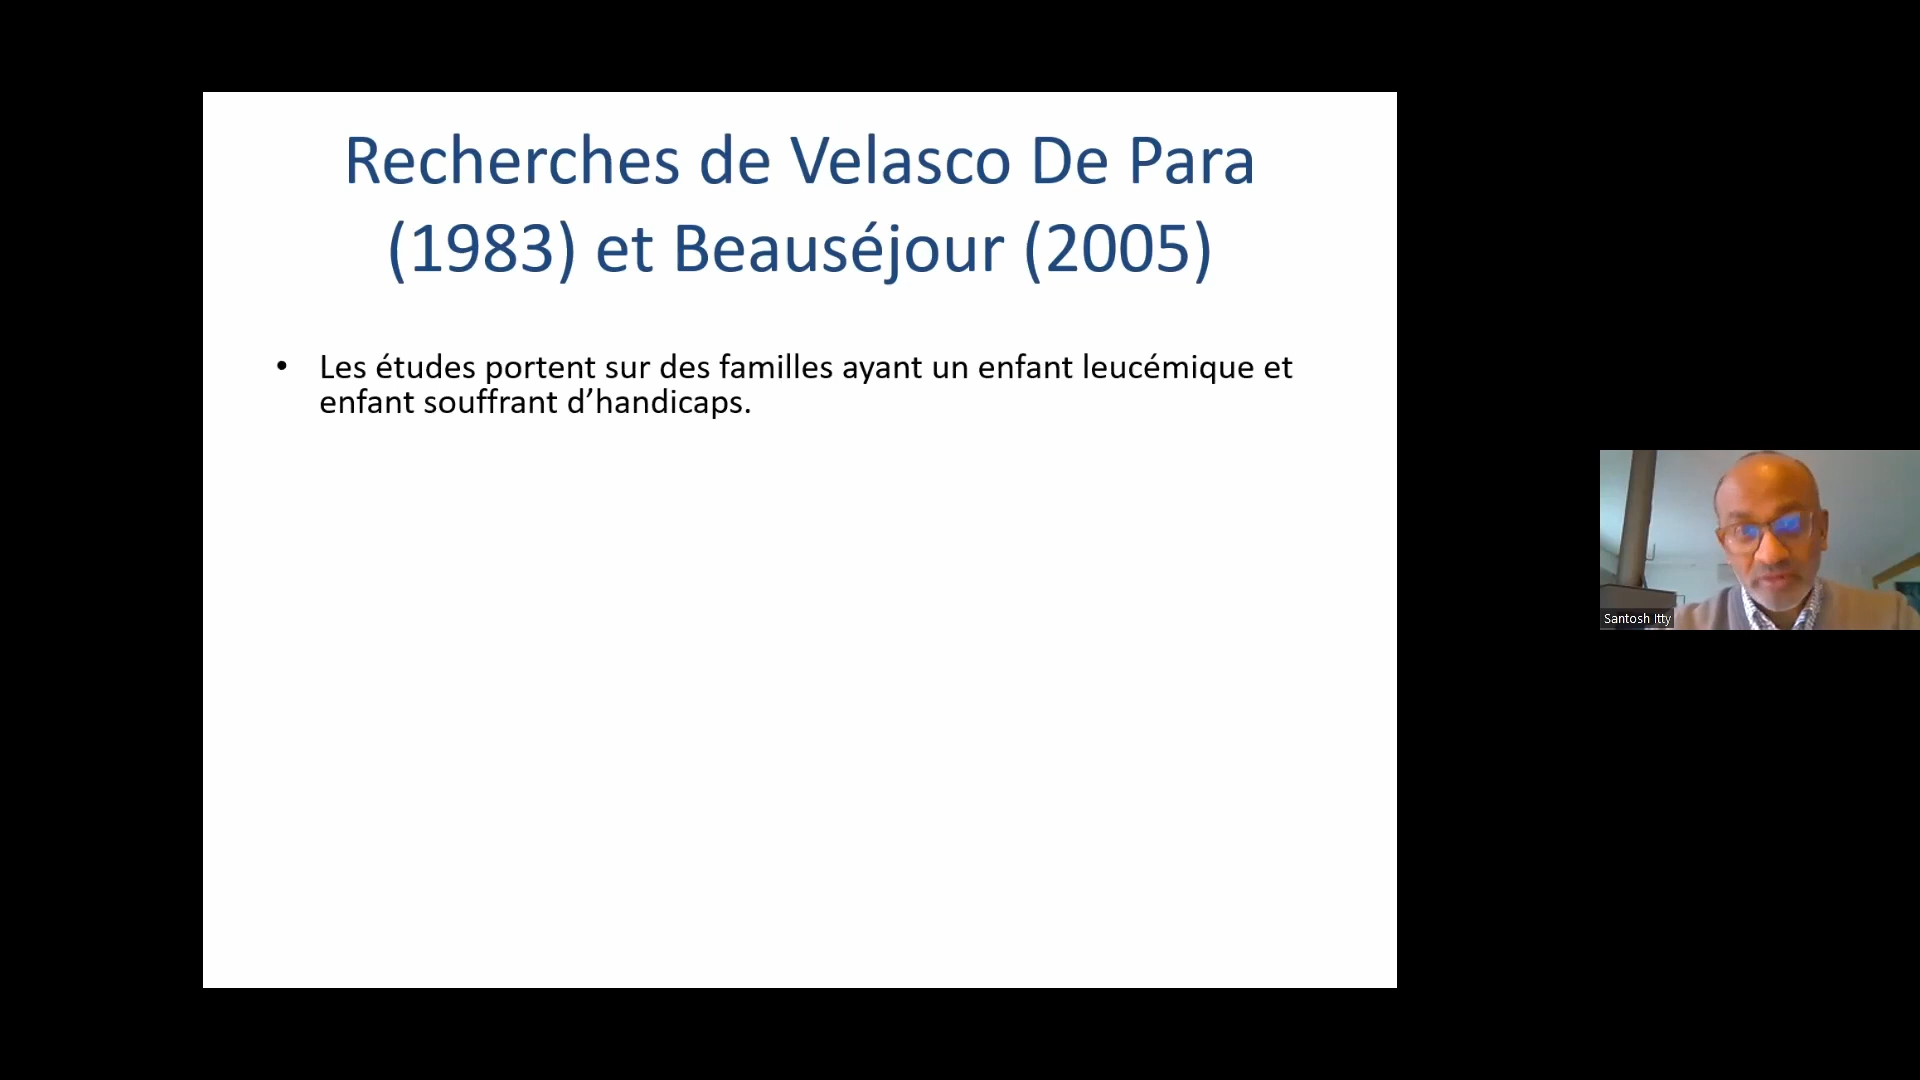 Recherches de Velasco De Para
(1983) et Beauséjour (2005)
• Les études portent sur des familles ayant un enfant leucémique et
enfant souffrant d’handicaps.
Santosh Itty